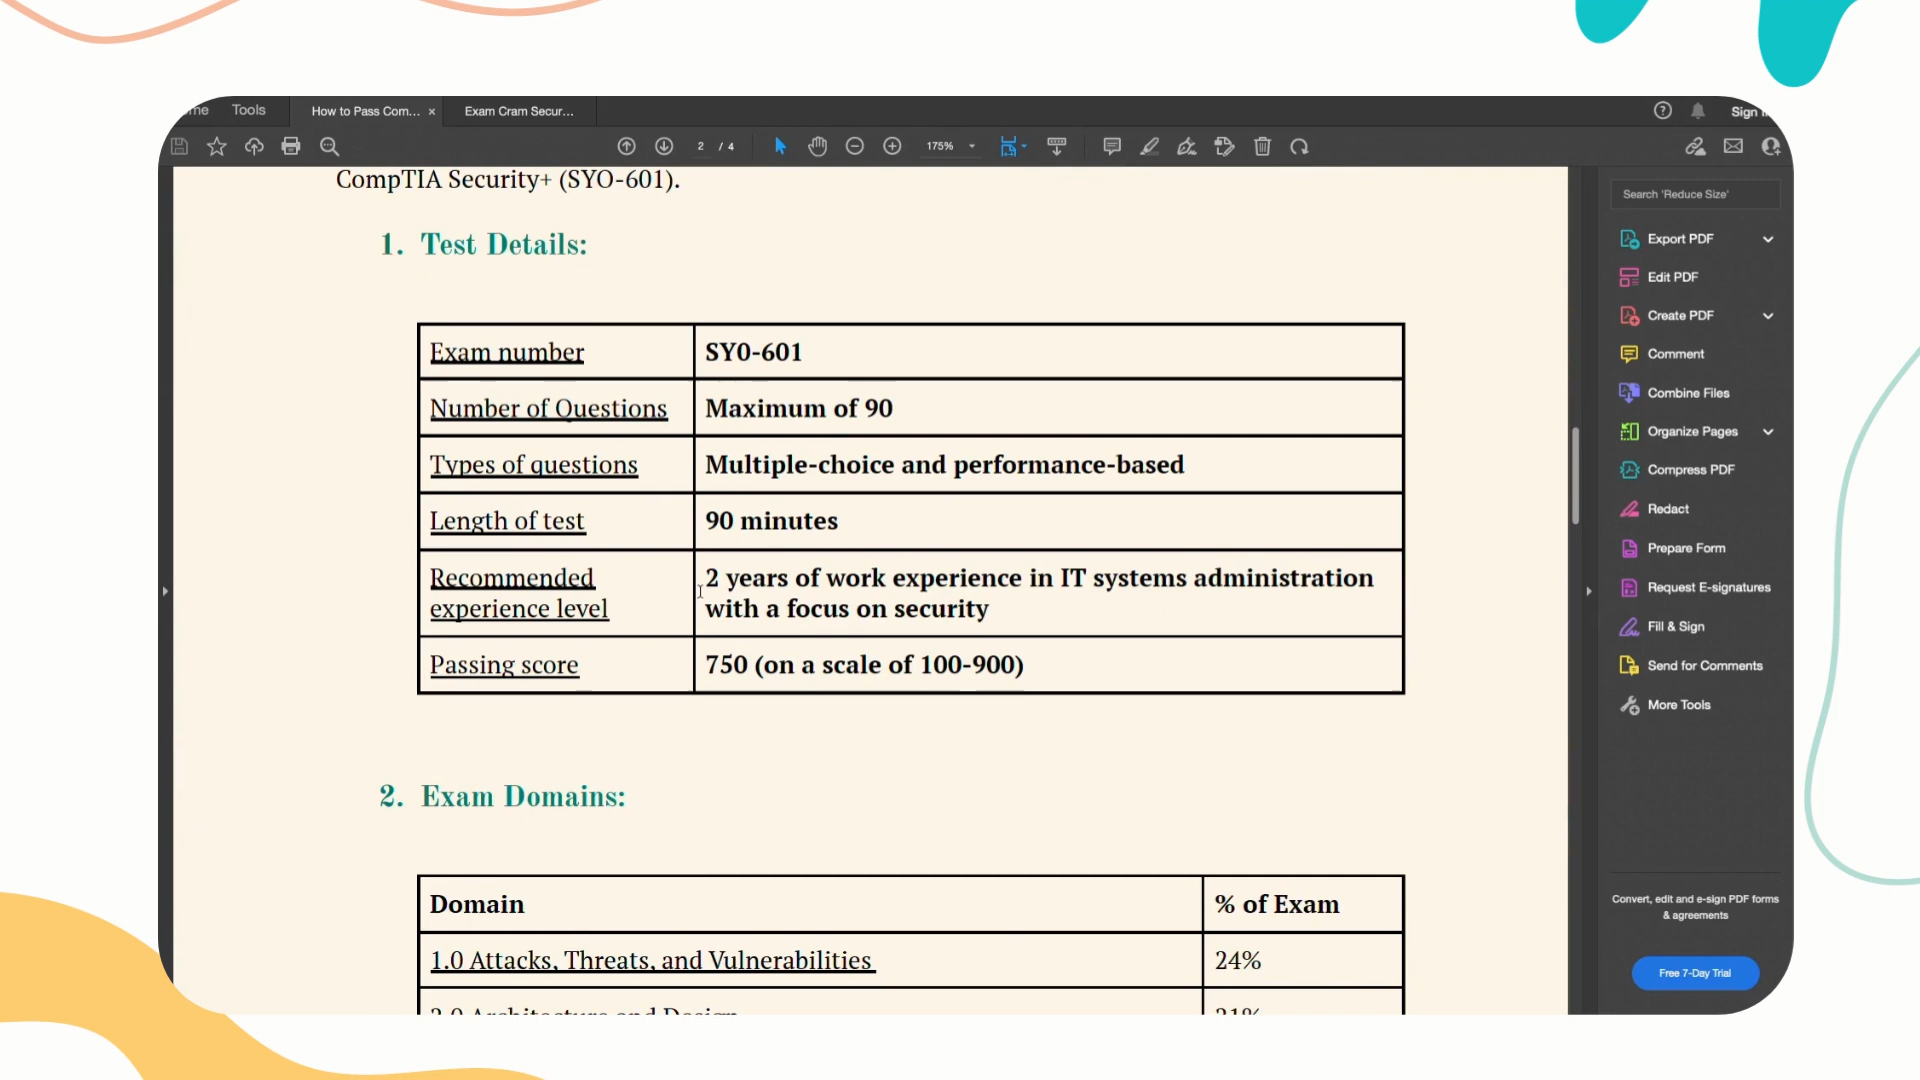 Tools
How to Pass Com... ×
Exam Cram Secur...
Sign
2 / 4
175%
CompTIA Security+ (SYO-601).
1. Test Details:
Exam number SY0-601
Number of Questions Maximum of 90
Types of questions Multiple-choice and performance-based
Length of test 90 minutes
Recommended 2 years of work experience in IT systems administration
experience level with a focus on security
Passing score 750 (on a scale of 100-900)
2. Exam Domains:
Domain % of Exam
1.0 Attacks, Threats, and Vulnerabilities 24%
2.0 Architecture and Design 21%
Search 'Reduce Size'
Export PDF
Edit PDF
Create PDF
Comment
Combine Files
Organize Pages
Compress PDF
Redact
Prepare Form
Request E-signatures
Fill & Sign
Send for Comments
More Tools
Convert, edit and e-sign PDF forms
& agreements
Free 7-Day Trial